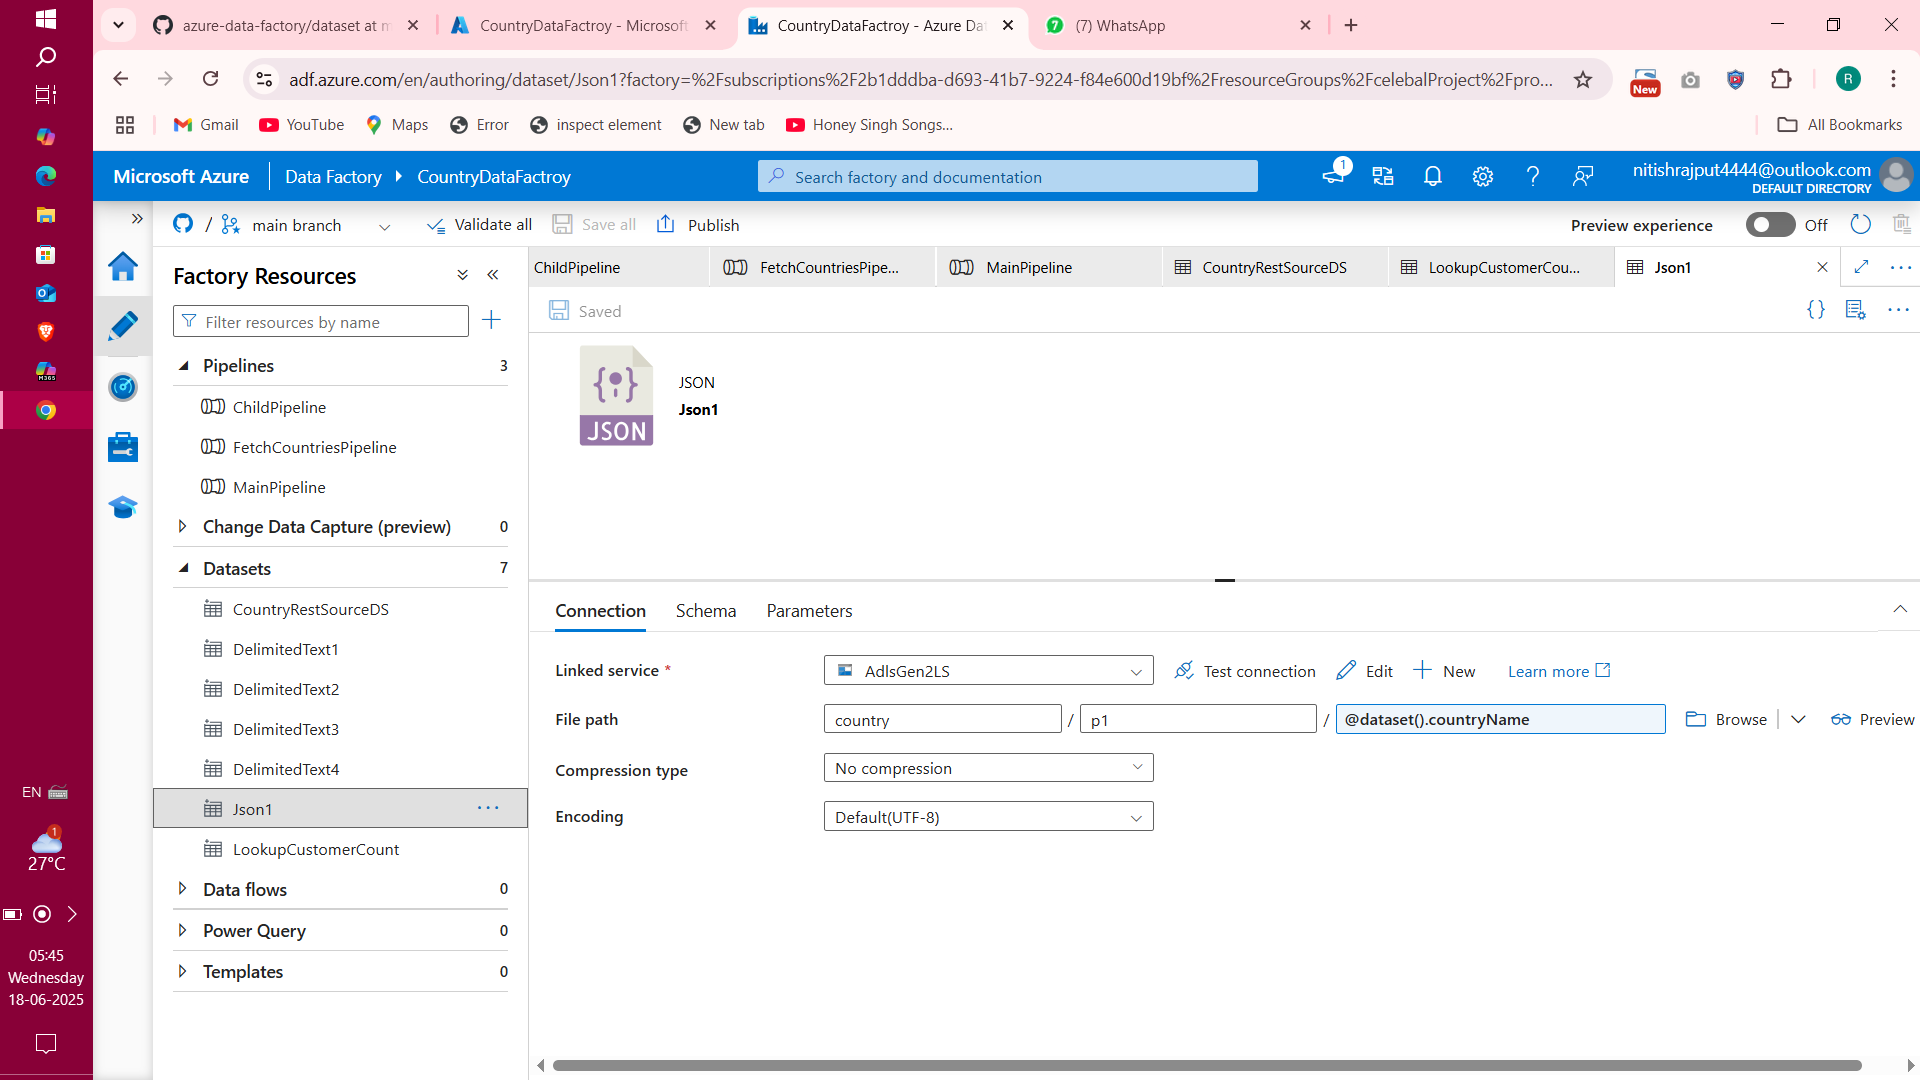 azure-data-factory/dataset at m
CountryDataFactroy - Microsoft
CountryDataFactroy - Azure Da
(7) WhatsApp
adf.azure.com/en/authoring/dataset/Json1?factory=%2Fsubscriptions%2F2b1dddba-d693-41b7-9224-f84e600d19bf%2FresourceGroups%2FcelebalProject%2Fpro...
New
R
Gmail
YouTube
Maps
Error
inspect element
New tab
Honey Singh Songs...
All Bookmarks
Microsoft Azure
Data Factory
CountryDataFactroy
Search factory and documentation
1
nitishrajput4444@outlook.com
DEFAULT DIRECTORY
/
main branch
Validate all
Save all
Publish
Preview experience
Off
Factory Resources
Filter resources by name
Pipelines 3
ChildPipeline
FetchCountriesPipeline
MainPipeline
Change Data Capture (preview) 0
Datasets 7
CountryRestSourceDS
DelimitedText1
DelimitedText2
DelimitedText3
DelimitedText4
Json1
LookupCustomerCount
Data flows 0
Power Query 0
Templates 0
ChildPipeline
FetchCountriesPipe...
MainPipeline
CountryRestSourceDS
LookupCustomerCou...
Json1
Saved
JSON
JSON
Json1
Connection
Schema
Parameters
Linked service *
AdlsGen2LS
Test connection
Edit
New
Learn more
File path
country / p1 / @dataset().countryName
Browse
Preview
Compression type
No compression
Encoding
Default(UTF-8)
M365
EN
1
27°C
05:45
Wednesday
18-06-2025